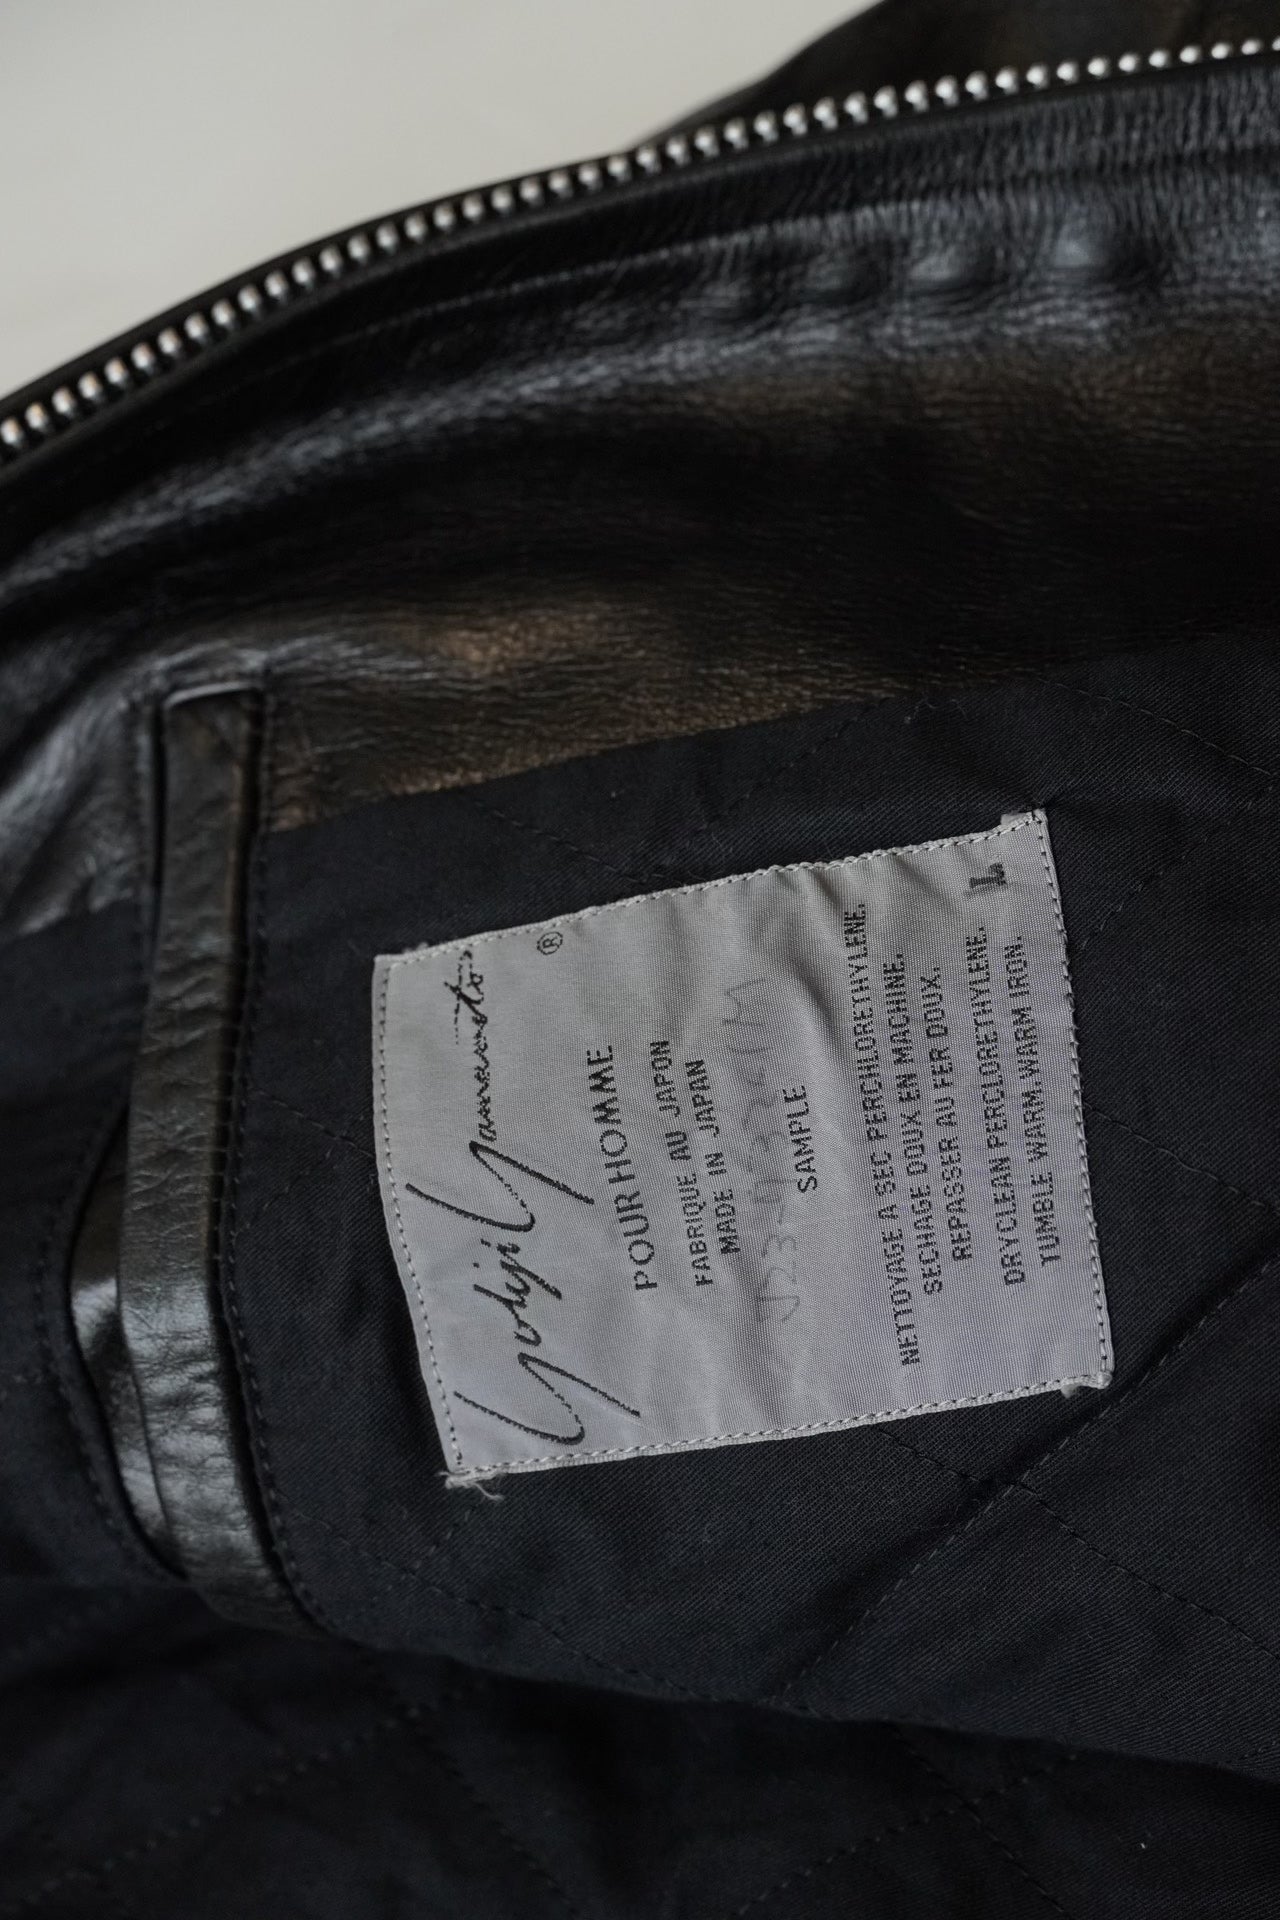 Yohji Yamamoto ®
POUR HOMME
FABRIQUE AU JAPON
MADE IN JAPAN
SAMPLE
NETTOYAGE A SEC PERCHLORETHYLENE.
SECHAGE DOUX EN MACHINE.
REPASSER AU FER DOUX.
DRYCLEAN PERCLORETHYLENE.
TUMBLE WARM.WARM IRON.
L